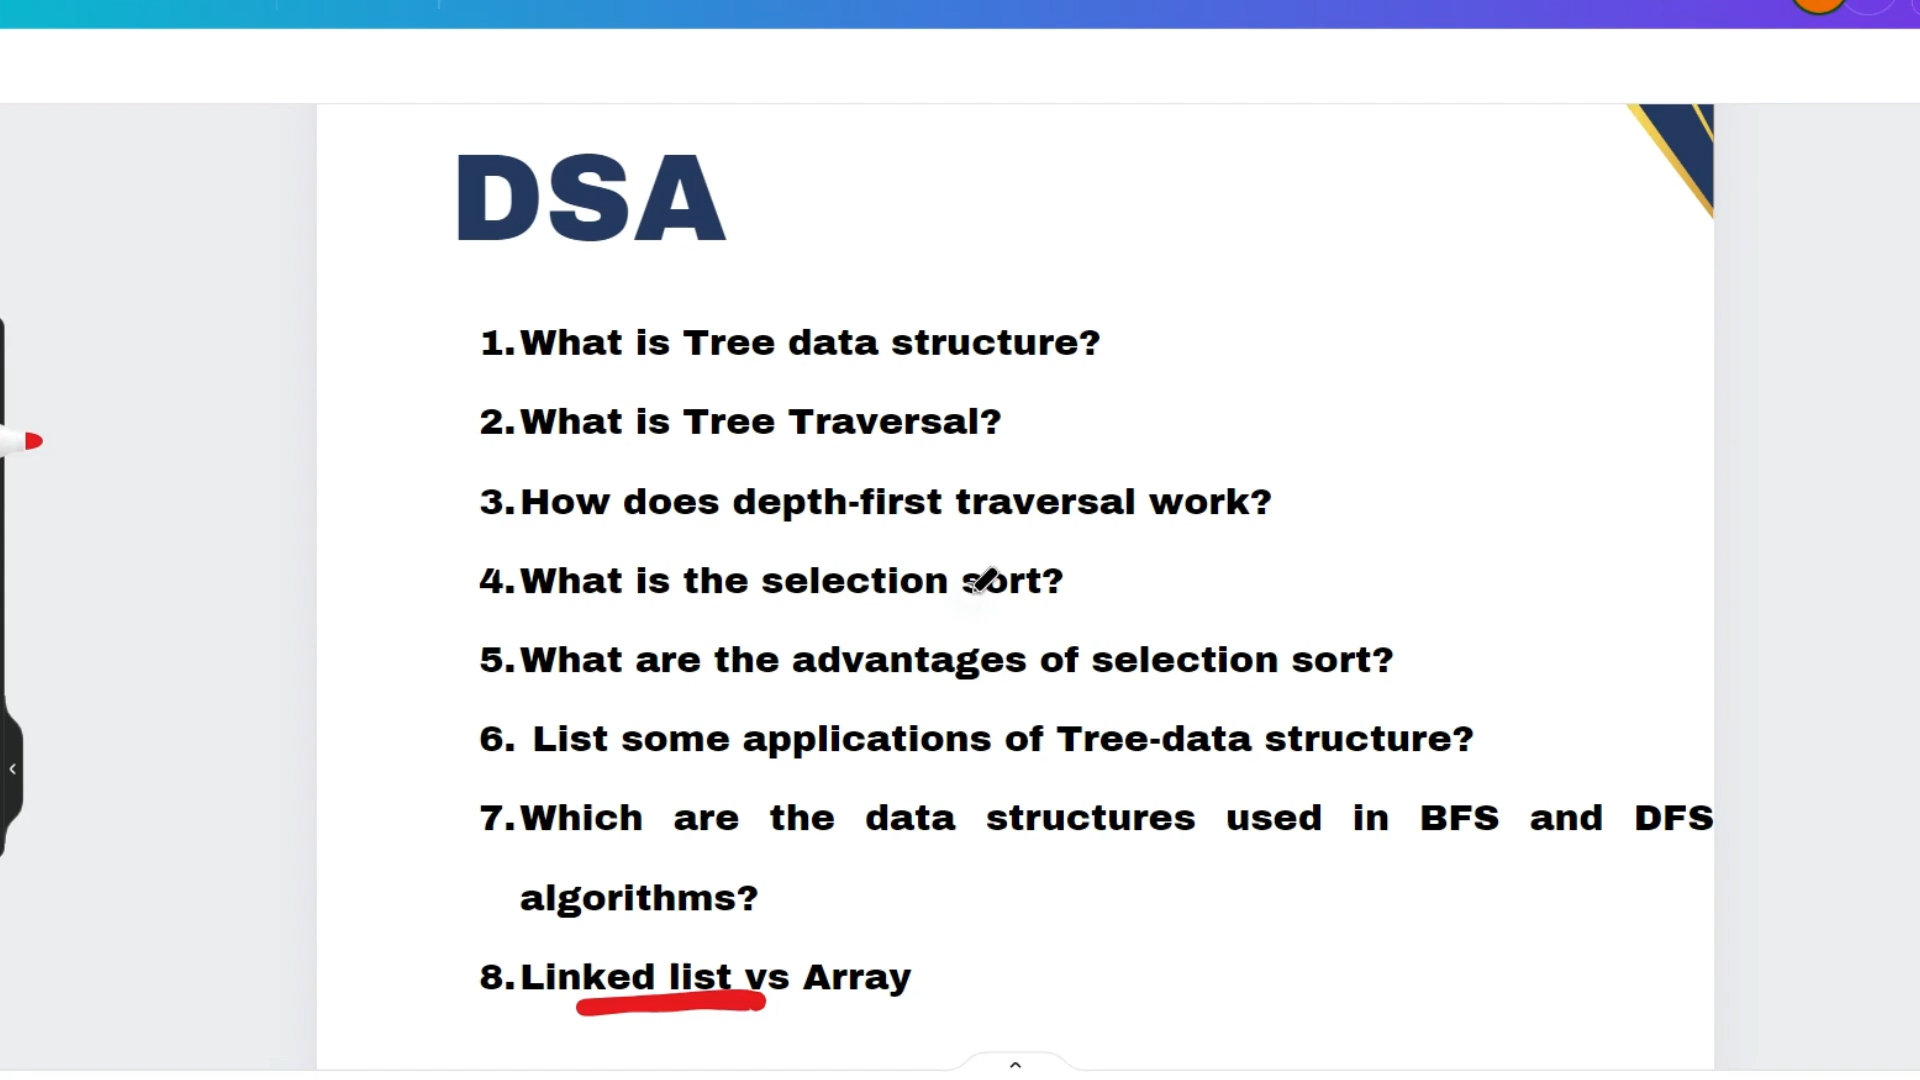 DSA
1. What is Tree data structure?
2. What is Tree Traversal?
3. How does depth-first traversal work?
4. What is the selection sort?
5. What are the advantages of selection sort?
6. List some applications of Tree-data structure?
7. Which are the data structures used in BFS and DFS
algorithms?
8. Linked list vs Array